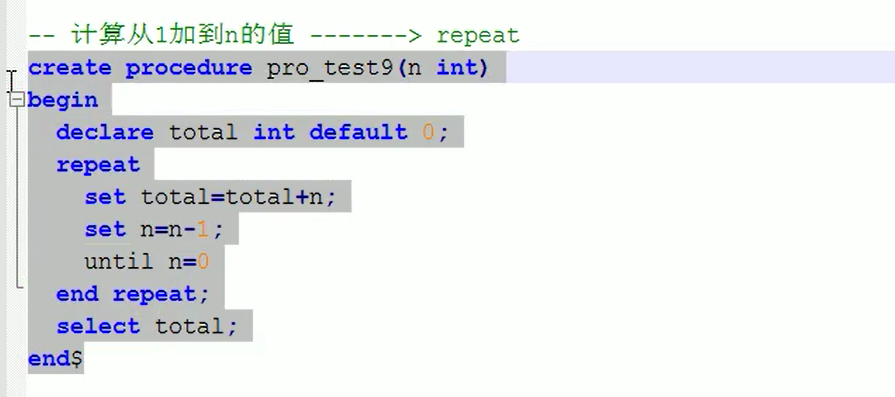 -- 计算从1加到n的值 -------> repeat
create procedure pro_test9(n int)
begin
declare total int default 0;
repeat
set total=total+n;
set n=n-1;
until n=0
end repeat;
select total;
end$